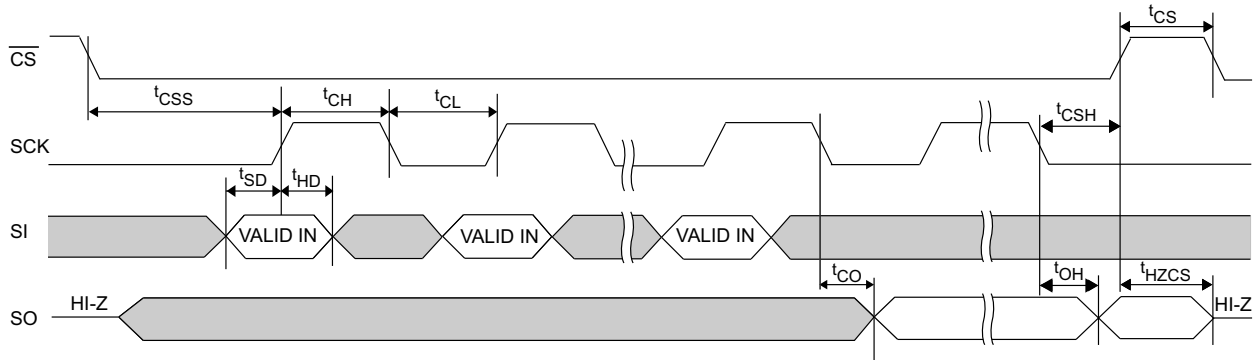 tCS
CS
tCSS
tCH
tCL
tCSH
SCK
tSD
tHD
SI
VALID IN
VALID IN
VALID IN
tCO
tOH
tHZCS
SO
HI-Z
HI-Z